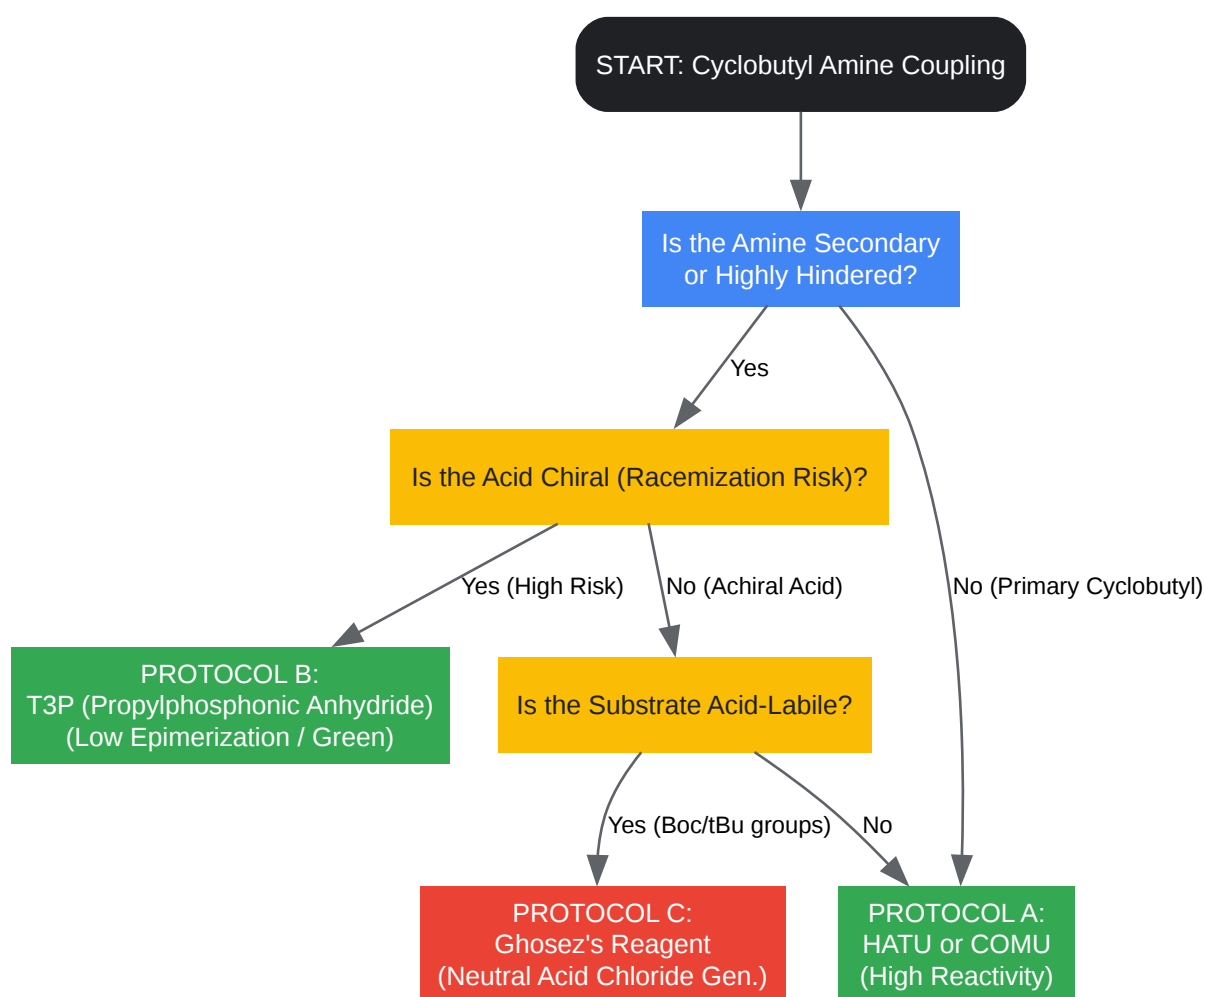 START: Cyclobutyl Amine Coupling
Is the Amine Secondary
or Highly Hindered?
Yes
Is the Acid Chiral (Racemization Risk)?
Yes (High Risk)
No (Achiral Acid)
No (Primary Cyclobutyl)
PROTOCOL B:
T3P (Propylphosphonic Anhydride)
(Low Epimerization / Green)
Is the Substrate Acid-Labile?
Yes (Boc/tBu groups)
No
PROTOCOL C:
Ghosez's Reagent
(Neutral Acid Chloride Gen.)
PROTOCOL A:
HATU or COMU
(High Reactivity)